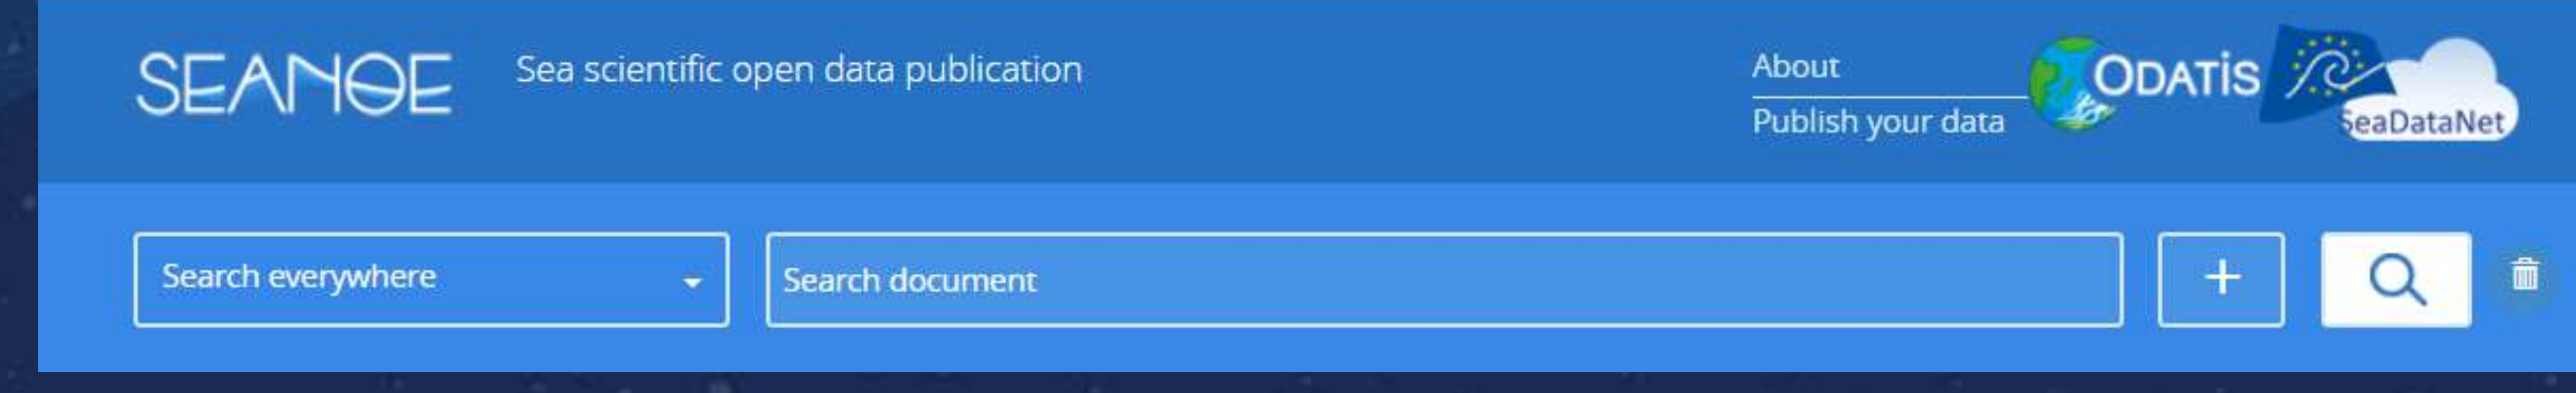 SEANOE
Sea scientific open data publication
About
Publish your data
ODATiS
SeaDataNet
Search everywhere
Search document